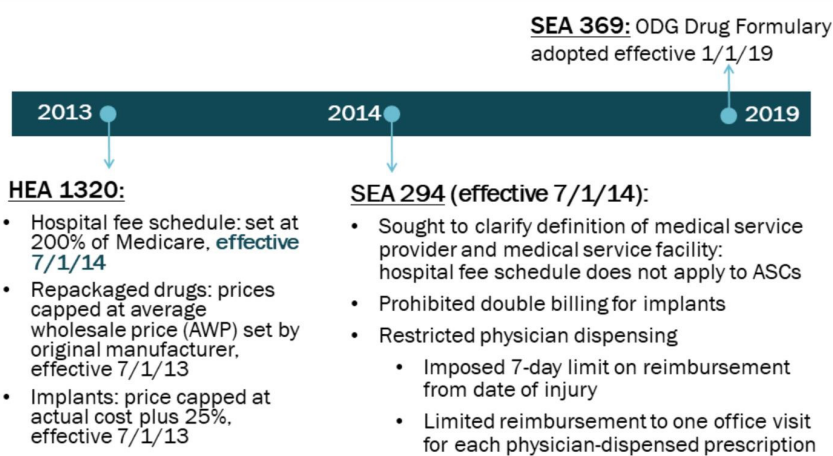 SEA 369: ODG Drug Formulary
adopted effective 1/1/19
2013
2014
2019
HEA 1320:
• Hospital fee schedule: set at
200% of Medicare, effective
7/1/14
• Repackaged drugs: prices
capped at average
wholesale price (AWP) set by
original manufacturer,
effective 7/1/13
• Implants: price capped at
actual cost plus 25%,
effective 7/1/13
SEA 294 (effective 7/1/14):
• Sought to clarify definition of medical service
provider and medical service facility:
hospital fee schedule does not apply to ASCs
• Prohibited double billing for implants
• Restricted physician dispensing
• Imposed 7-day limit on reimbursement
from date of injury
• Limited reimbursement to one office visit
for each physician-dispensed prescription